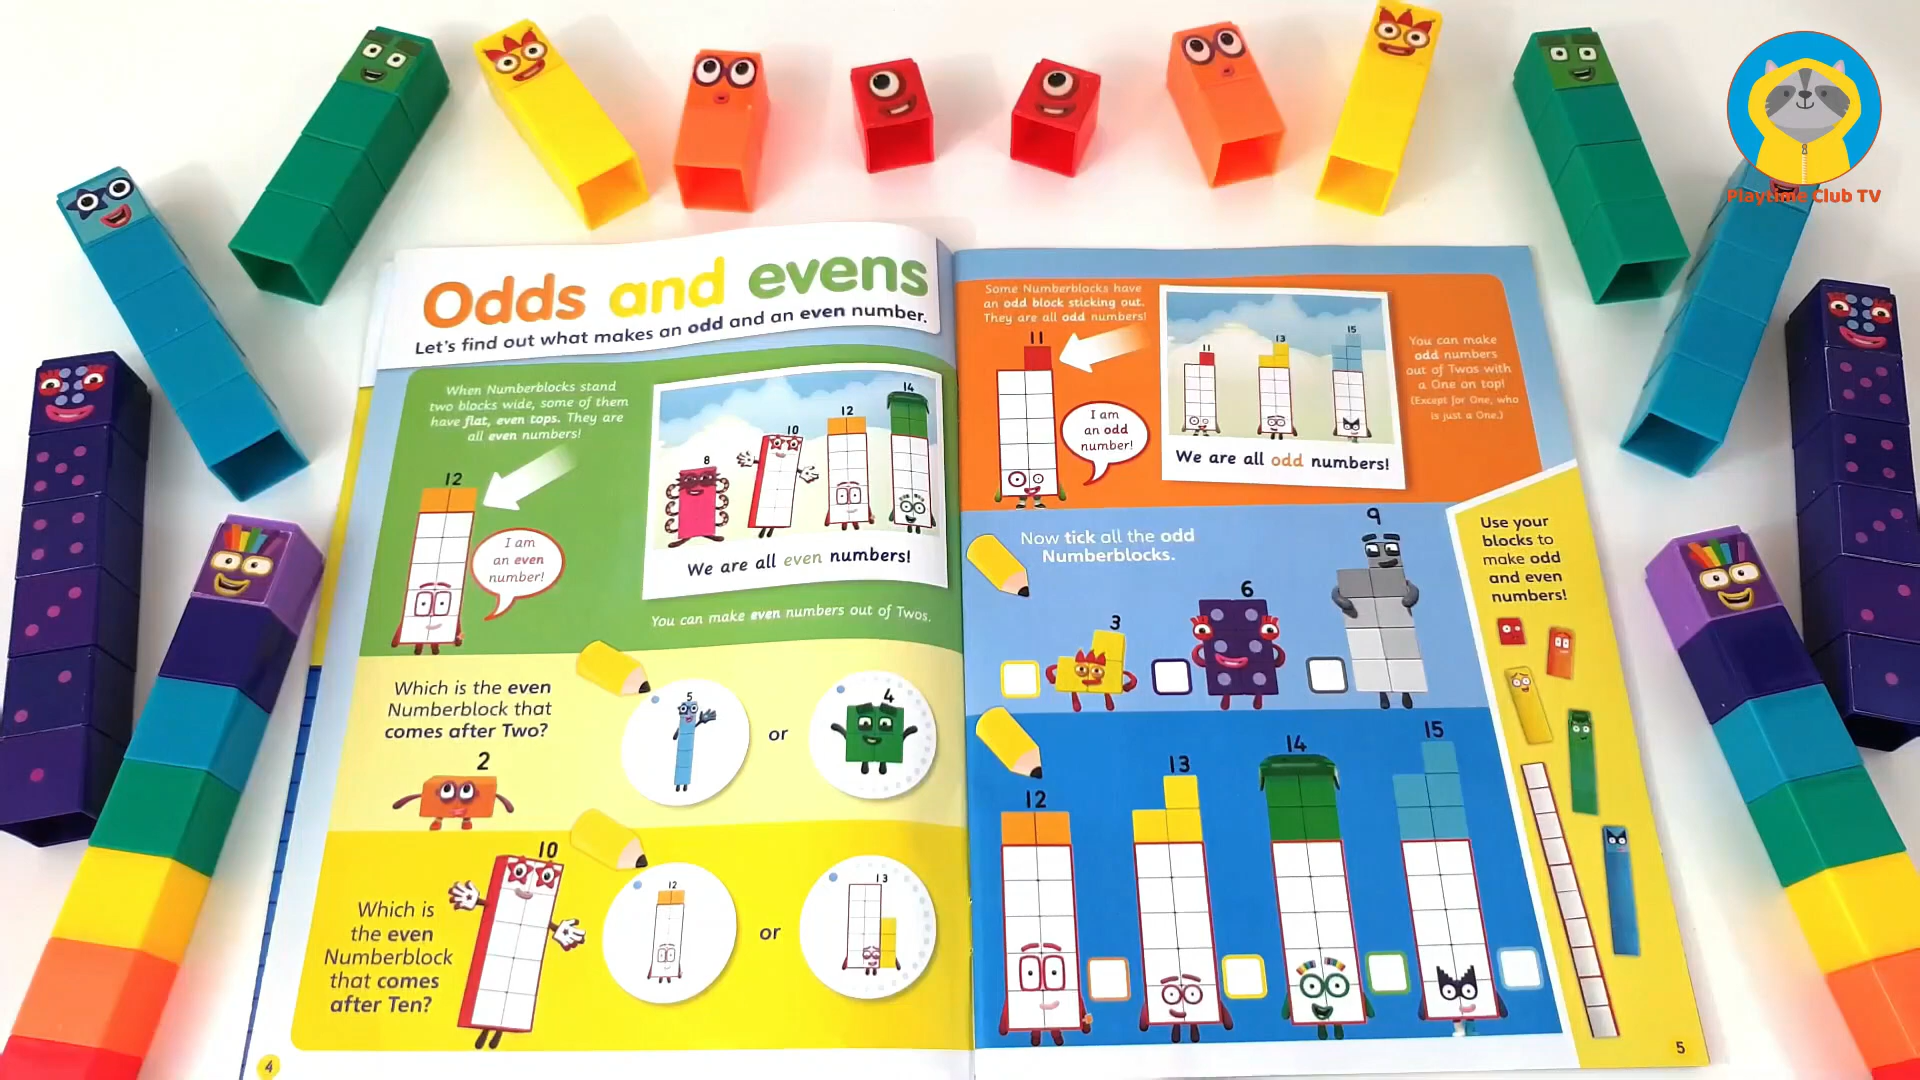 Playtime Club TV
Odds and evens
Let's find out what makes an odd and an even number.
When Numberblocks stand
two blocks wide, some of them
have flat, even tops. They are
all even numbers!
12
I am
an even
number!
8
10
12
14
We are all even numbers!
You can make even numbers out of Twos.
Which is the even
Numberblock that
comes after Two?
2
5
or
4
Which is
the even
Numberblock
that comes
after Ten?
10
12
or
13
4
Some Numberblocks have
an odd block sticking out.
They are all odd numbers!
11
I am
an odd
number!
11
13
15
We are all odd numbers!
You can make
odd numbers
out of Twos with
a One on top!
(Except for One, who
is just a One.)
Now tick all the odd
Numberblocks.
3
6
9
12
13
14
15
Use your
blocks to
make odd
and even
numbers!
5